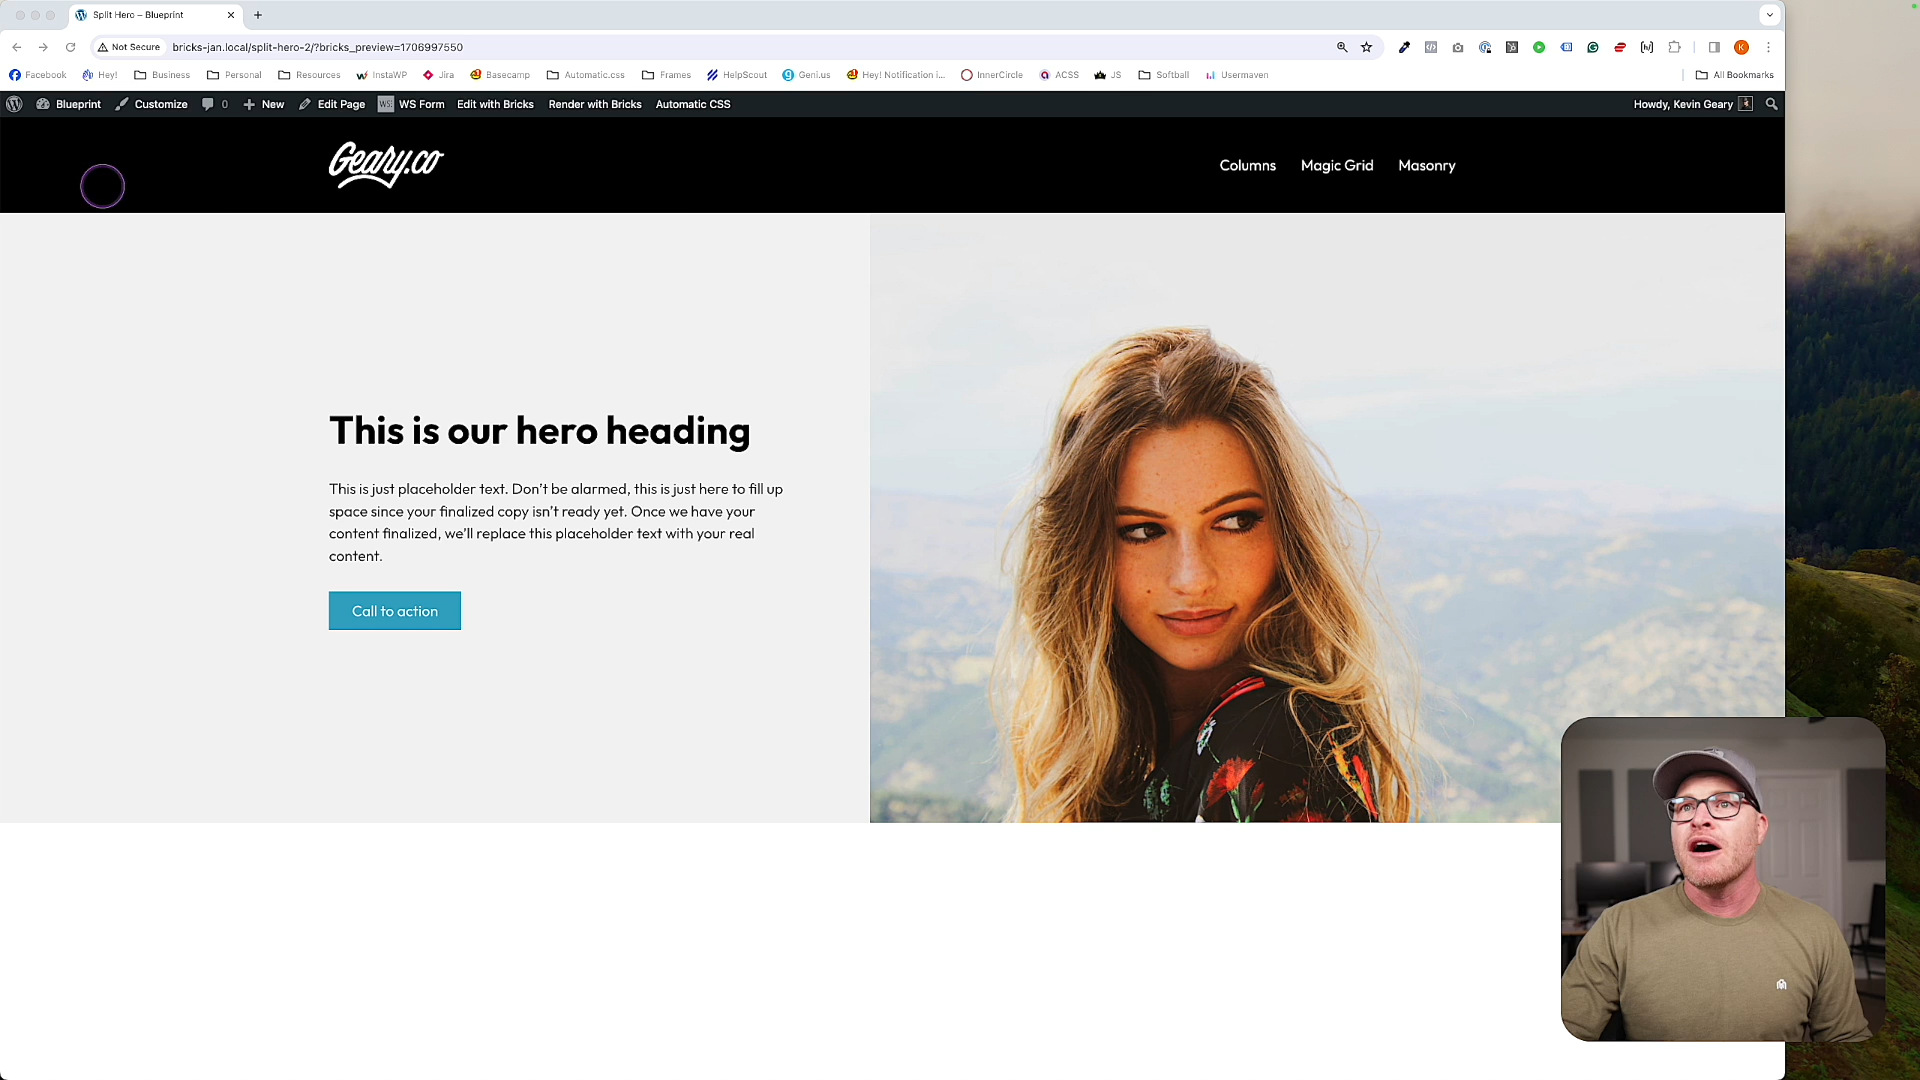 Split Hero – Blueprint
Not Secure bricks-jan.local/split-hero-2/?bricks_preview=1706997550
Facebook Hey! Business Personal Resources InstaWP Jira Basecamp Automatic.css Frames HelpScout Geni.us Hey! Notification i... InnerCircle ACSS JS Softball Usermaven All Bookmarks
Blueprint Customize 0 New Edit Page WS Form Edit with Bricks Render with Bricks Automatic CSS Howdy, Kevin Geary
Geary.co Columns Magic Grid Masonry
This is our hero heading
This is just placeholder text. Don’t be alarmed, this is just here to fill up
space since your finalized copy isn’t ready yet. Once we have your
content finalized, we’ll replace this placeholder text with your real
content.
Call to action